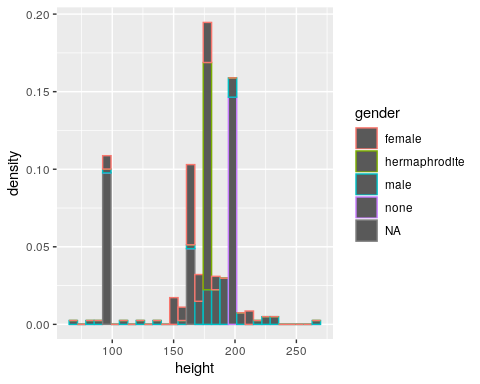 0.20
0.15
0.10
0.05
0.00
density
100
150
200
250
height
gender
female
hermaphrodite
male
none
NA